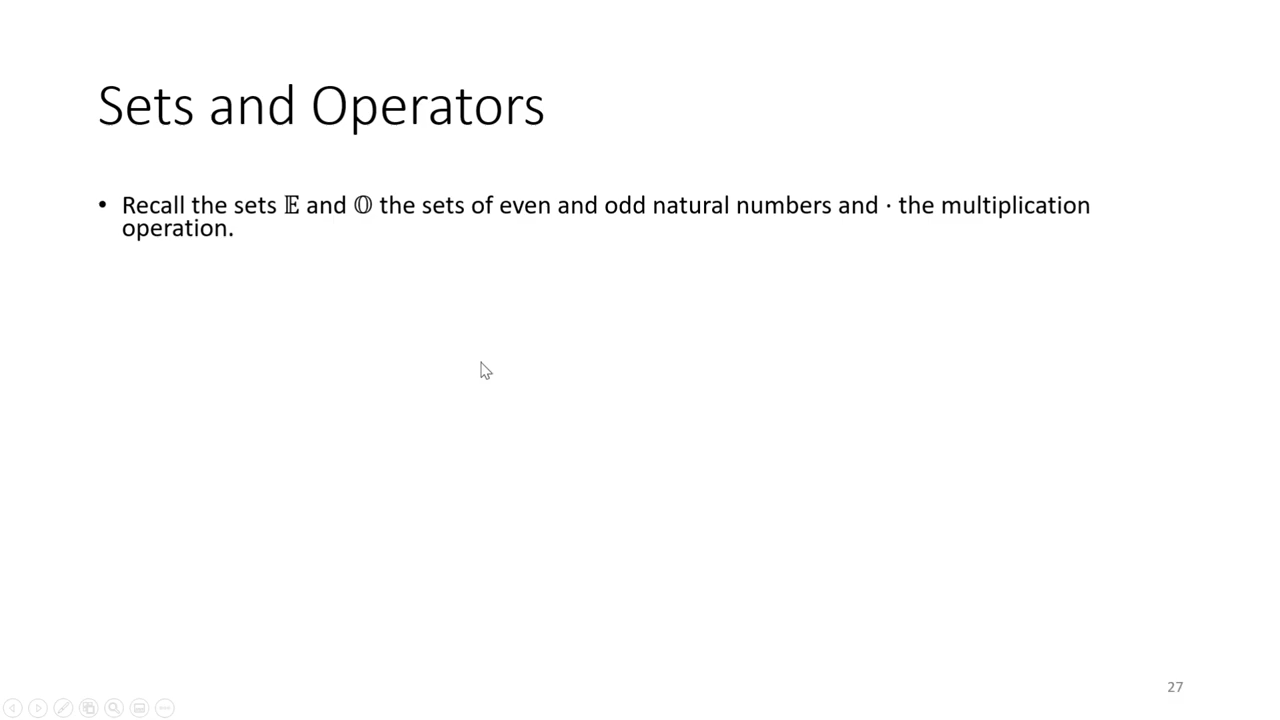 Sets and Operators
• Recall the sets 𝔼 and 𝕆 the sets of even and odd natural numbers and · the multiplication
operation.
27